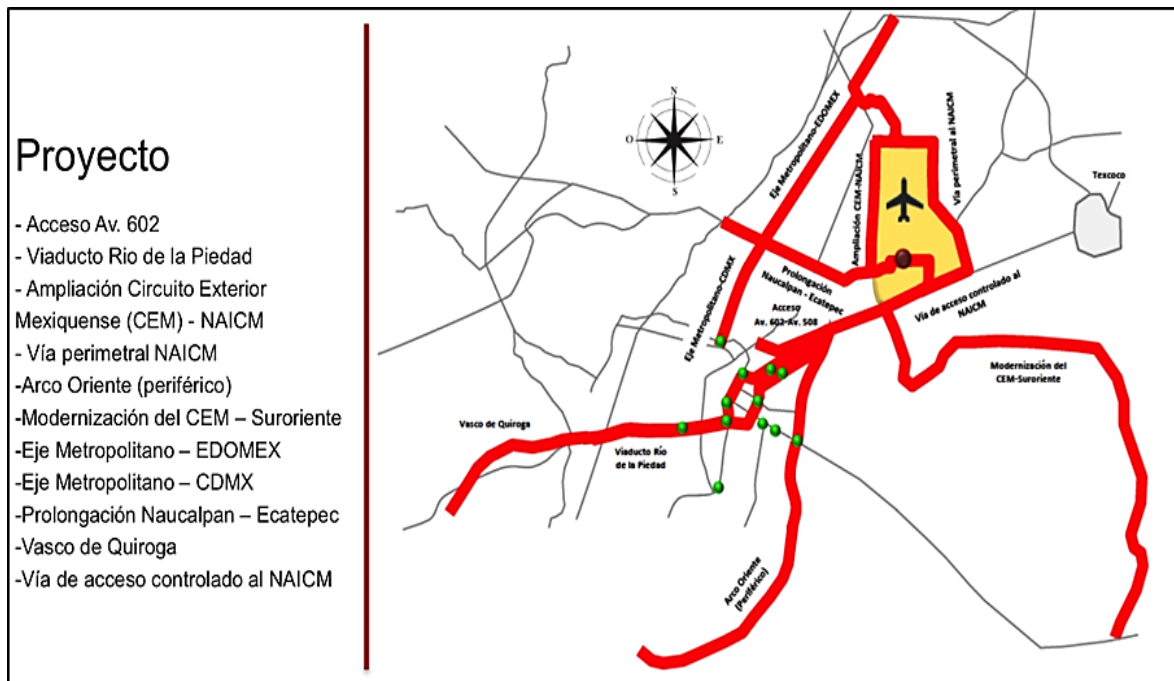 Proyecto
- Acceso Av. 602
- Viaducto Rio de la Piedad
- Ampliación Circuito Exterior
Mexiquense (CEM) - NAICM
- Vía perimetral NAICM
-Arco Oriente (periférico)
-Modernización del CEM – Suroriente
-Eje Metropolitano – EDOMEX
-Eje Metropolitano – CDMX
-Prolongación Naucalpan – Ecatepec
-Vasco de Quiroga
-Vía de acceso controlado al NAICM
N
O
E
S
Eje Metropolitano-EDOMEX
Ampliación CEM-NAICM
Vía perimetral al NAICM
Texcoco
Eje Metropolitano-CDMX
Prolongación
Naucalpan - Ecatepec
Acceso
Av. 602-Av. 508
Vía de acceso controlado al
NAICM
Modernización del
CEM-Suroriente
Vasco de Quiroga
Viaducto Río
de la Piedad
Arco Oriente
(Periférico)